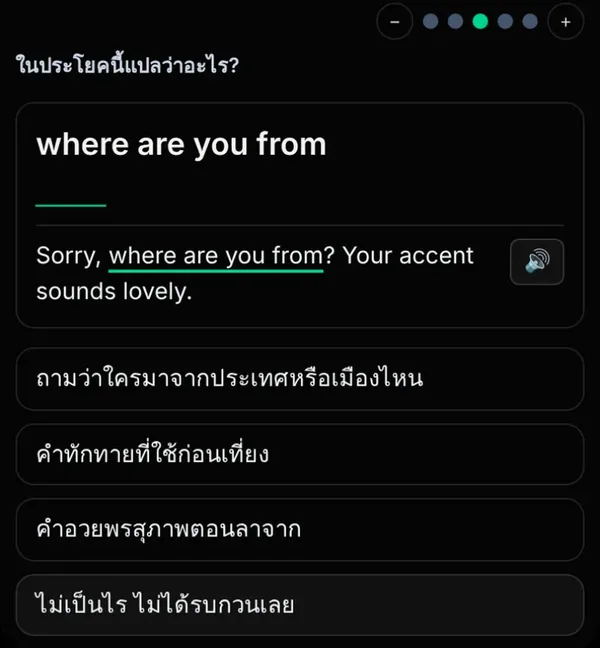 ในประโยคนี้แปลว่าอะไร?
where are you from
Sorry, where are you from? Your accent
sounds lovely.
ถามว่าใครมาจากประเทศหรือเมืองไหน
คำทักทายที่ใช้ก่อนเที่ยง
คำอวยพรสุภาพตอนลาจาก
ไม่เป็นไร ไม่ได้รบกวนเลย